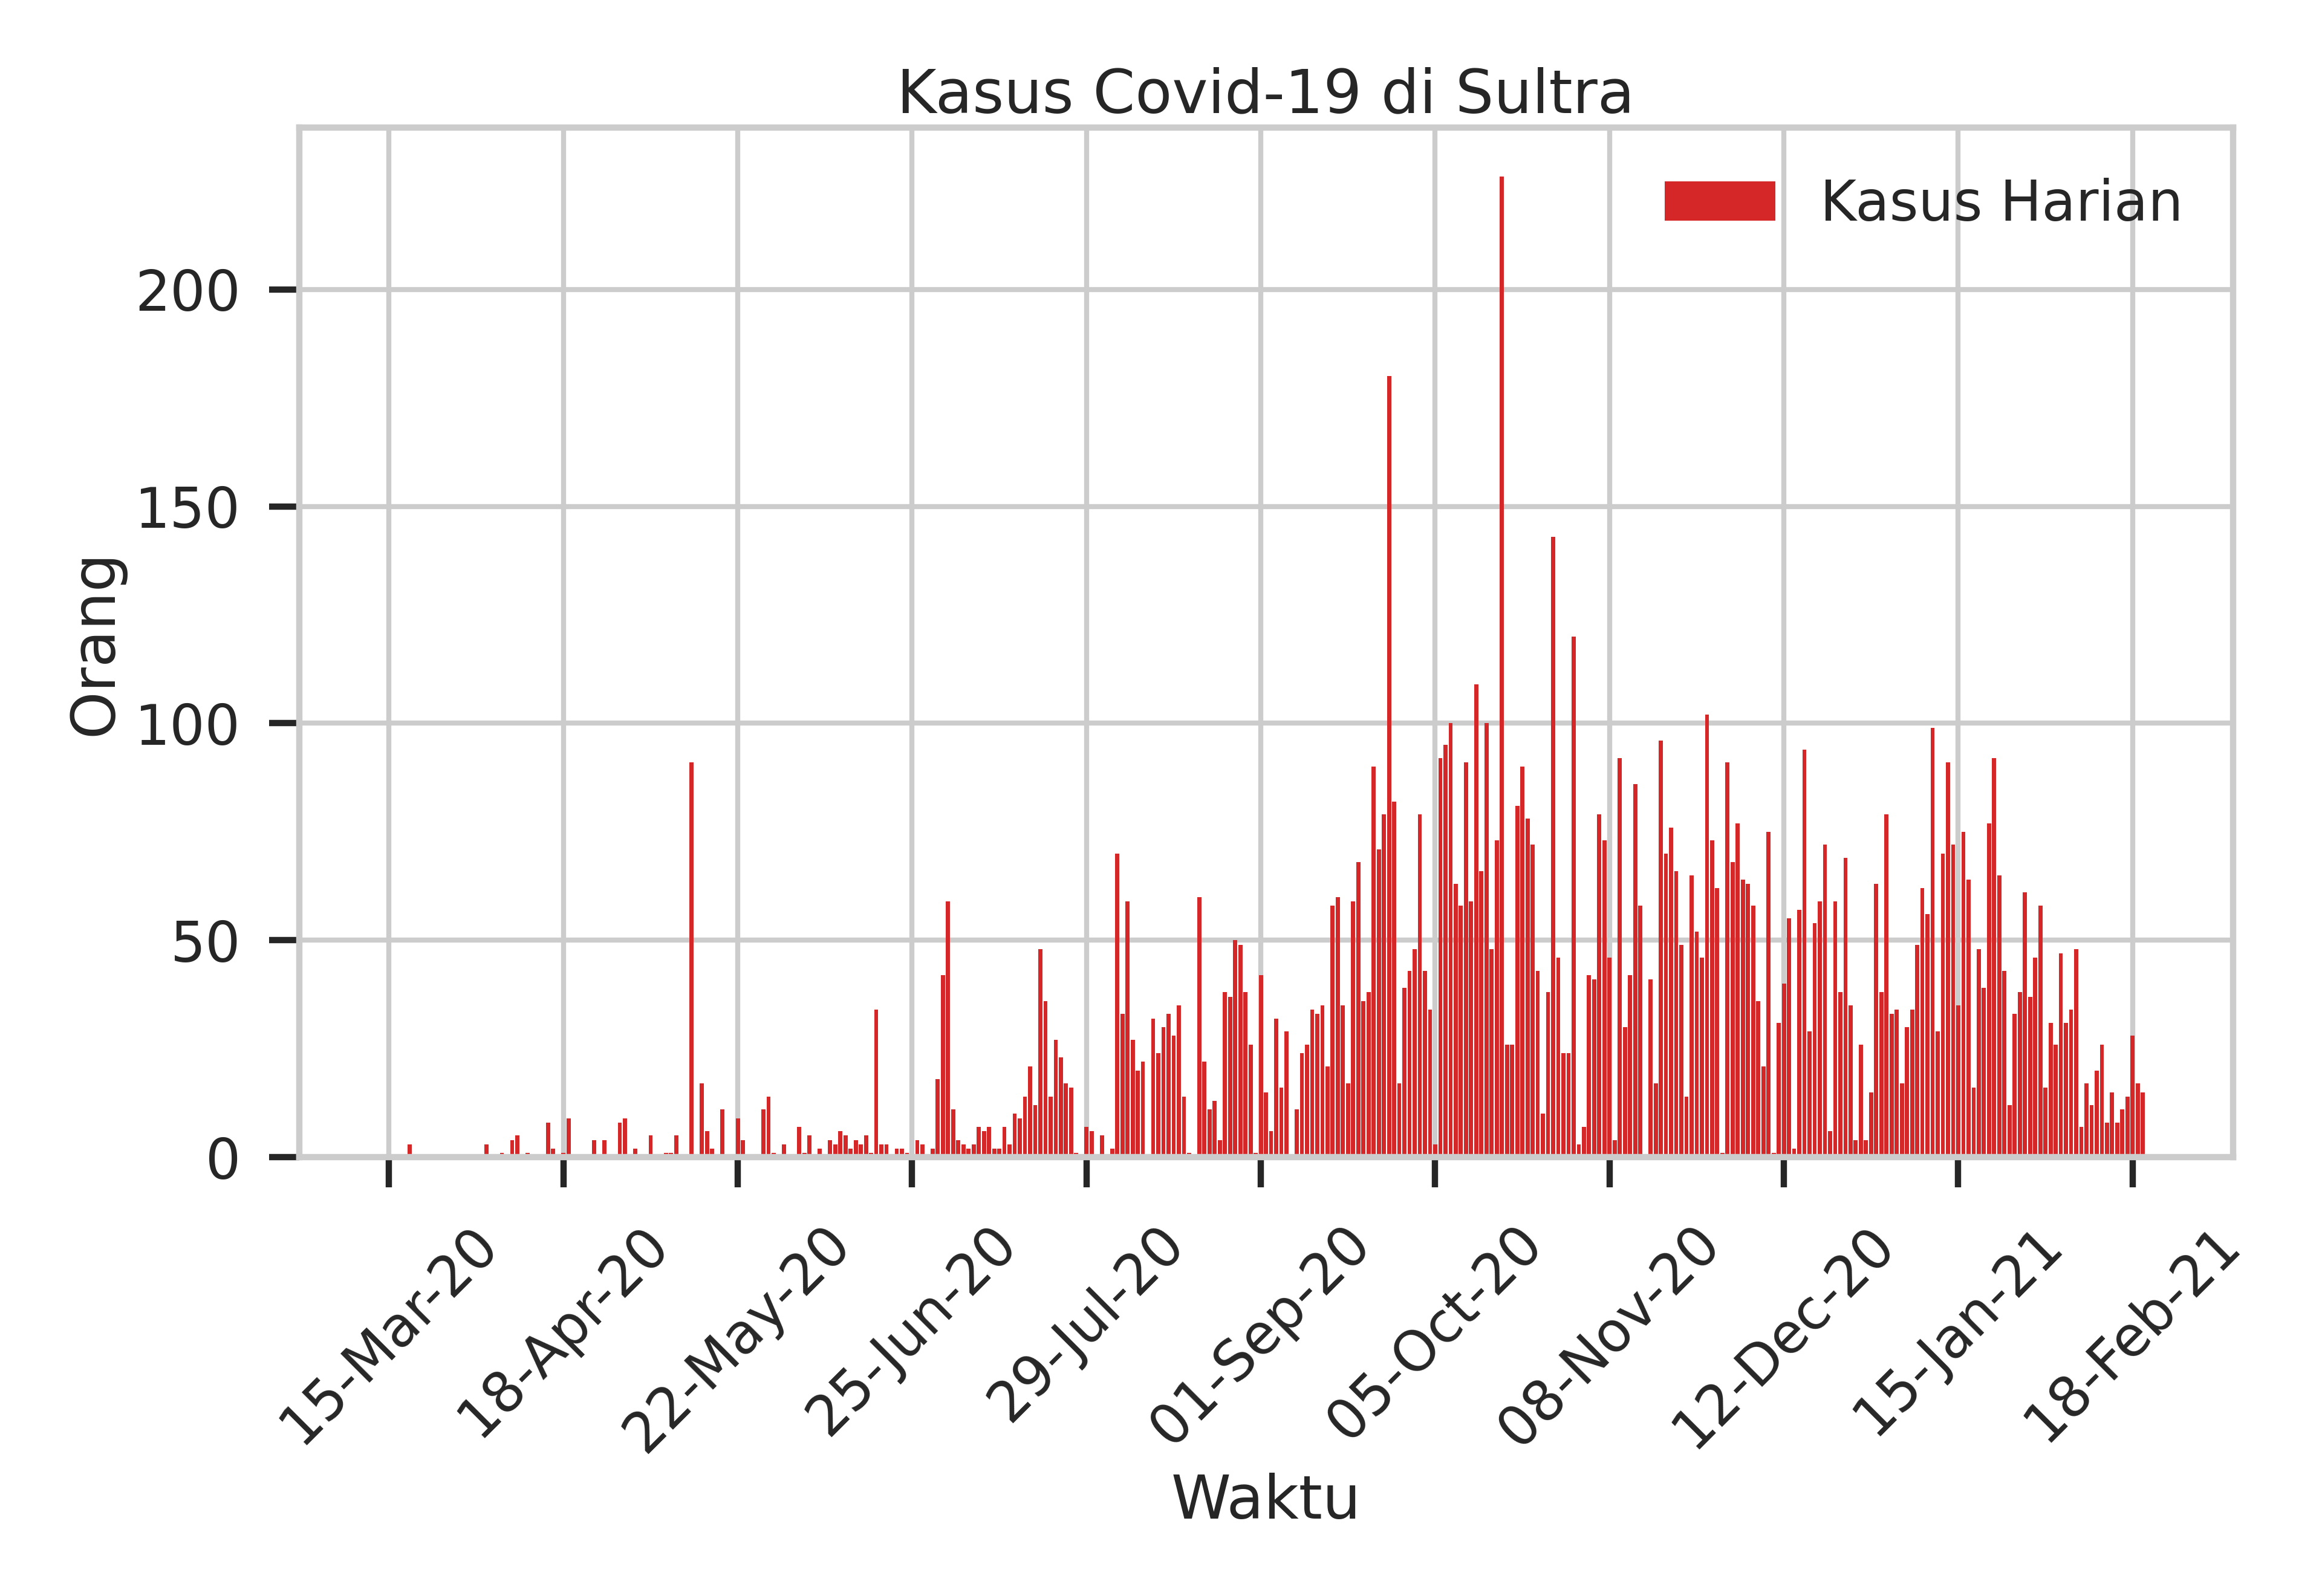 Kasus Covid-19 di Sultra
Kasus Harian
200
150
100
50
0
Orang
15-Mar-20
18-Apr-20
22-May-20
25-Jun-20
29-Jul-20
01-Sep-20
05-Oct-20
08-Nov-20
12-Dec-20
15-Jan-21
18-Feb-21
Waktu